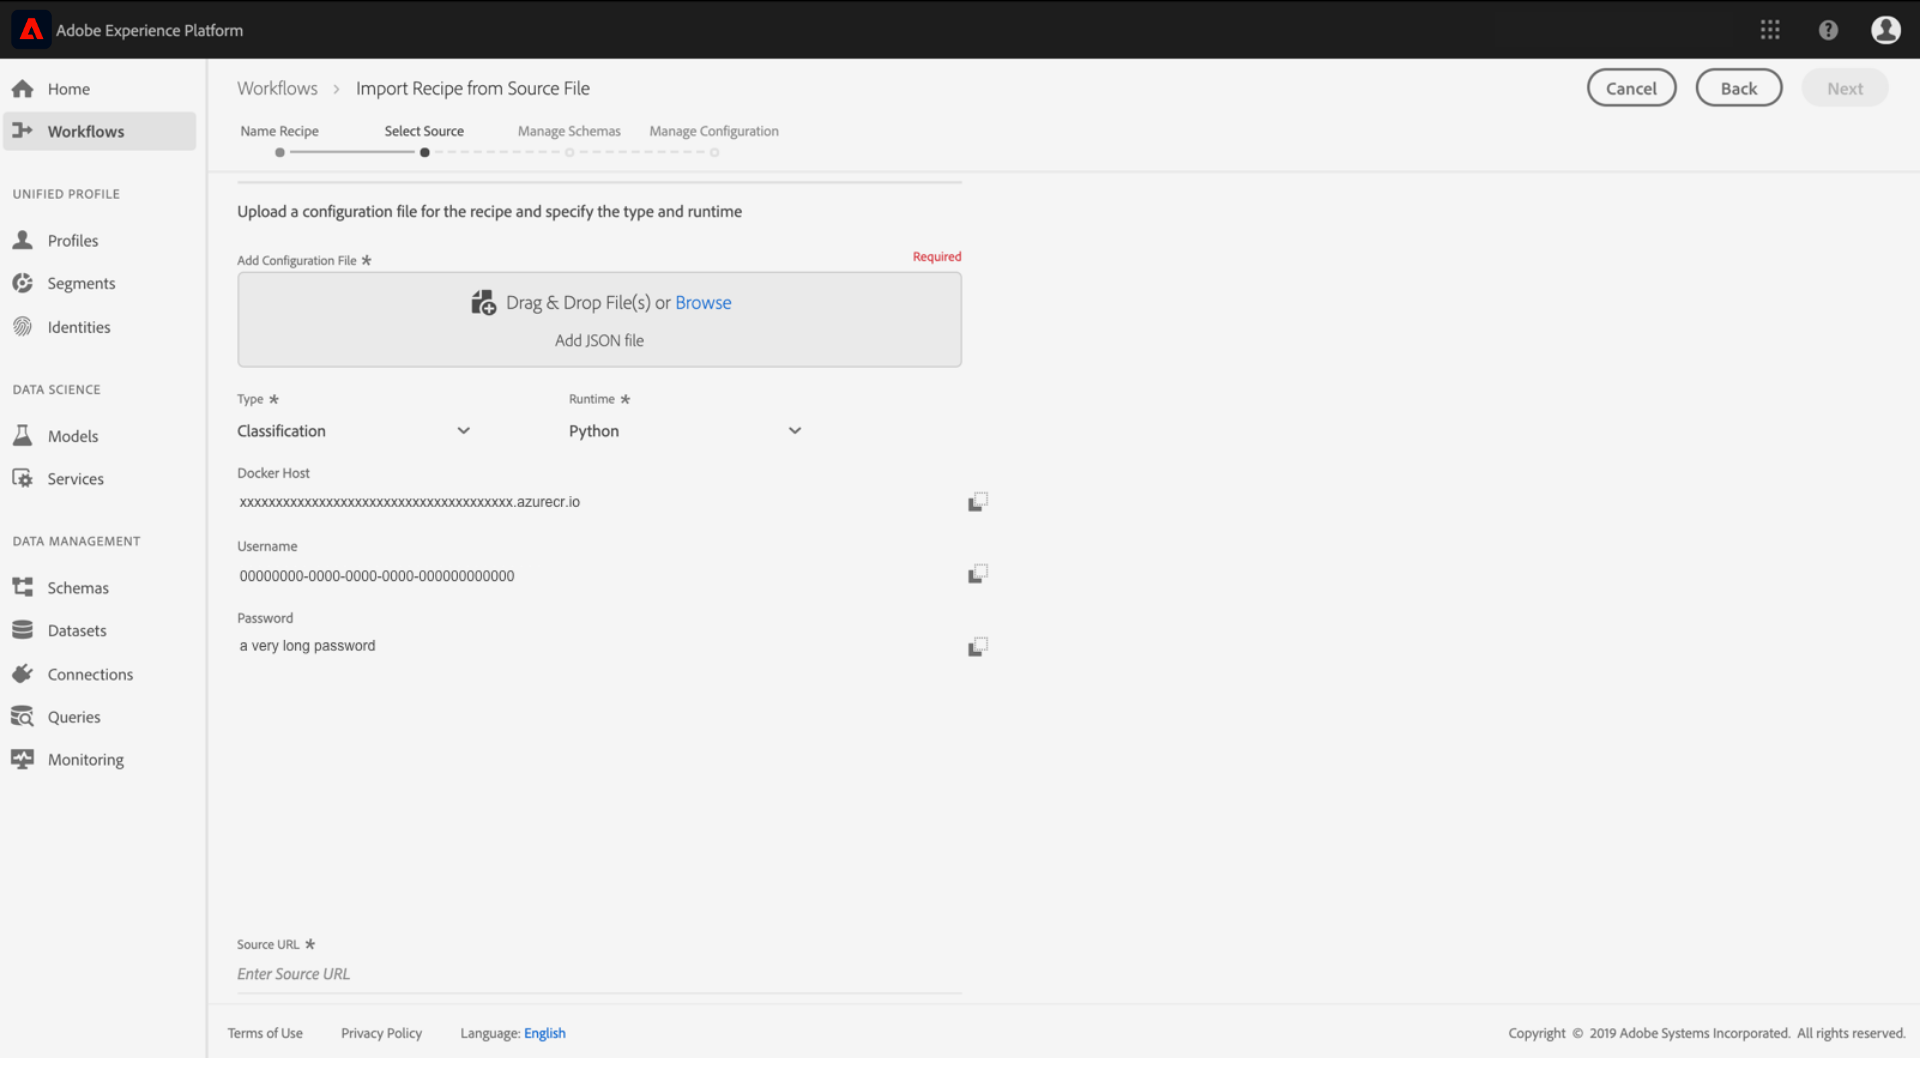 Adobe Experience Platform
Home
Workflows
UNIFIED PROFILE
Profiles
Segments
Identities
DATA SCIENCE
Models
Services
DATA MANAGEMENT
Schemas
Datasets
Connections
Queries
Monitoring
Workflows > Import Recipe from Source File
Cancel
Back
Next
Name Recipe
Select Source
Manage Schemas
Manage Configuration
Upload a configuration file for the recipe and specify the type and runtime
Add Configuration File *
Required
Drag & Drop File(s) or Browse
Add JSON file
Type *
Runtime *
Classification
Python
Docker Host
xxxxxxxxxxxxxxxxxxxxxxxxxxxxxxxxxxxxxxx.azurecr.io
Username
00000000-0000-0000-0000-000000000000
Password
a very long password
Source URL *
Enter Source URL
Terms of Use
Privacy Policy
Language: English
Copyright © 2019 Adobe Systems Incorporated. All rights reserved.